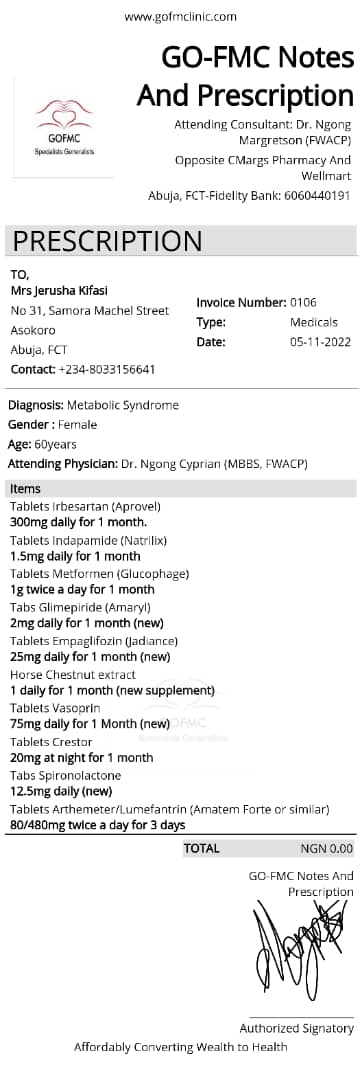 www.gofmclinic.com
GO-FMC Notes
And Prescription
Attending Consultant: Dr. Ngong
Margretson (FWACP)
Opposite CMargs Pharmacy And
Wellmart
Abuja, FCT-Fidelity Bank: 6060440191
GOFMC
Specialists Generalists
PRESCRIPTION
TO,
Mrs Jerusha Kifasi
No 31, Samora Machel Street
Asokoro
Abuja, FCT
Contact: +234-8033156641
Invoice Number: 0106
Type: Medicals
Date: 05-11-2022
Diagnosis: Metabolic Syndrome
Gender : Female
Age: 60years
Attending Physician: Dr. Ngong Cyprian (MBBS, FWACP)
Items
Tablets Irbesartan (Aprovel)
300mg daily for 1 month.
Tablets Indapamide (Natrilix)
1.5mg daily for 1 month
Tablets Metformen (Glucophage)
1g twice a day for 1 month
Tabs Glimepiride (Amaryl)
2mg daily for 1 month (new)
Tablets Empaglifozin (Jadiance)
25mg daily for 1 month (new)
Horse Chestnut extract
1 daily for 1 month (new supplement)
Tablets Vasoprin
75mg daily for 1 Month (new)
GOFMC
Specialists Generalists
Tablets Crestor
20mg at night for 1 month
Tabs Spironolactone
12.5mg daily (new)
Tablets Arthemeter/Lumefantrin (Amatem Forte or similar)
80/480mg twice a day for 3 days
TOTAL NGN 0.00
GO-FMC Notes And
Prescription
Authorized Signatory
Affordably Converting Wealth to Health